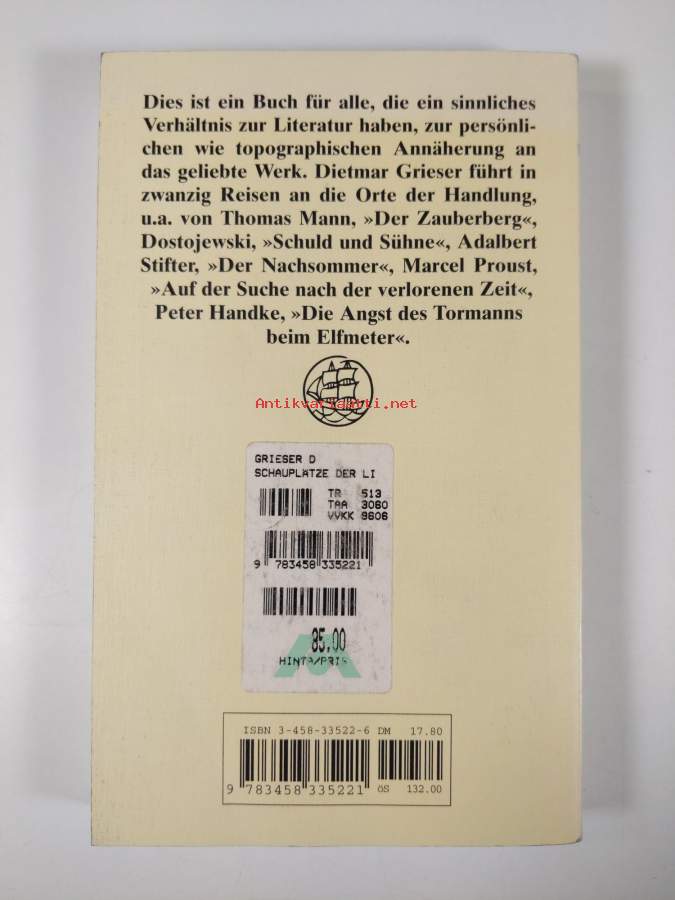 Dies ist ein Buch für alle, die ein sinnliches
Verhältnis zur Literatur haben, zur persönli-
chen wie topographischen Annäherung an
das geliebte Werk. Dietmar Grieser führt in
zwanzig Reisen an die Orte der Handlung,
u.a. von Thomas Mann, »Der Zauberberg«,
Dostojewski, »Schuld und Sühne«, Adalbert
Stifter, »Der Nachsommer«, Marcel Proust,
»Auf der Suche nach der verlorenen Zeit«,
Peter Handke, »Die Angst des Tormanns
beim Elfmeter«.
Antikvariaatti.net
GRIESER D
SCHAUPLÄTZE DER LI
TR 513
TAA 3060
VVKK 9606
9 783458 335221
85.00
HINTA/PRIS
ISBN 3-458-33522-6 DM 17.80
9 783458 335221 öS 132.00